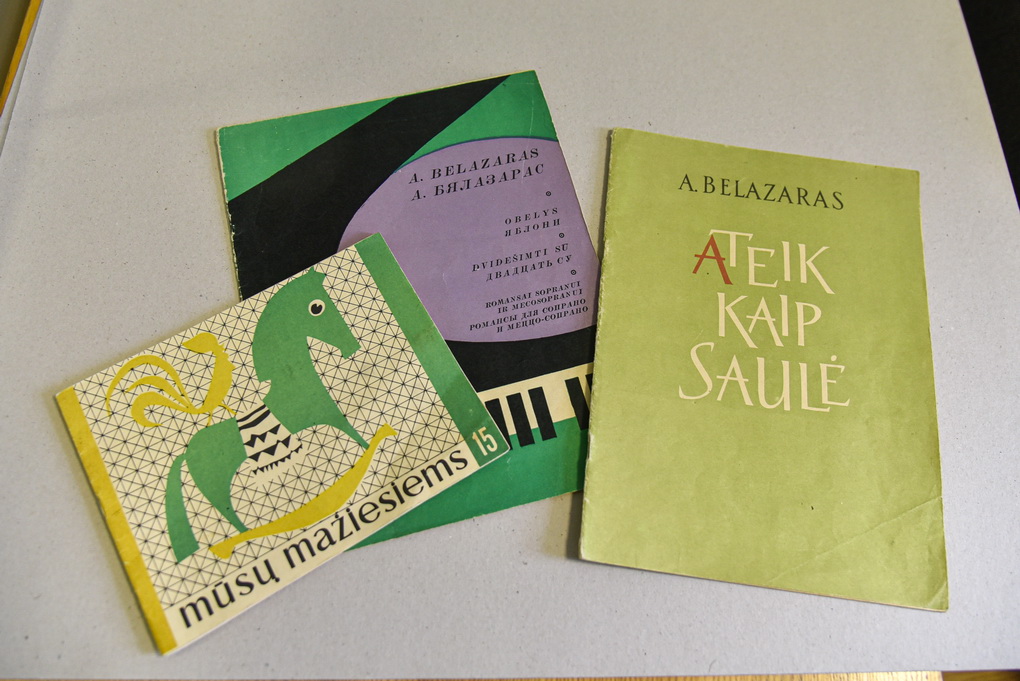 A. BELAZARAS
А. БЯЛАЗАРАС
OBELYS
ЯБЛОНИ
DVIDEŠIMTI SU
ДВАДЦАТЬ СУ
ROMANSAI SOPRANUI
IR MECOSOPRANUI
РОМАНСЫ ДЛЯ СОПРАНО
И МЕЦЦО-СОПРАНО
A. BELAZARAS
ATEIK
KAIP
SAULĖ
15
mūsų mažiesiems